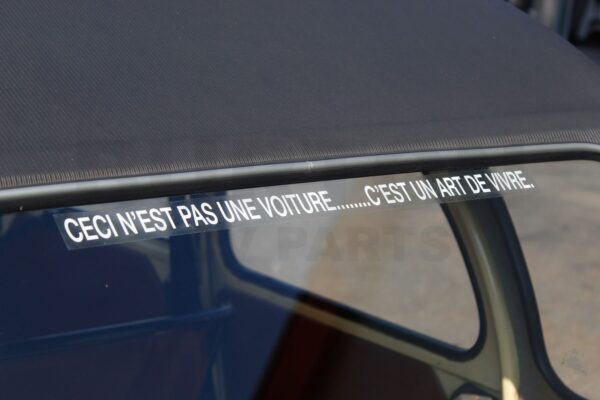 CECI N'EST PAS UNE VOITURE.......C'EST UN ART DE VIVRE.